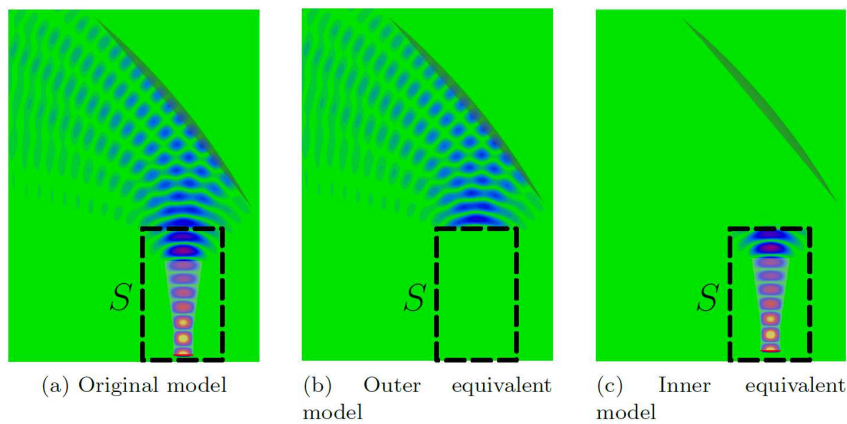 S
S
S
(a) Original model
(b) Outer equivalent
model
(c) Inner equivalent
model